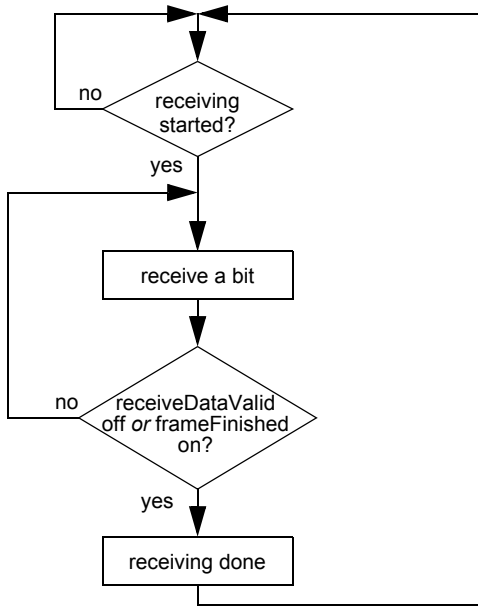 no
receiving
started?
yes
receive a bit
no
receiveDataValid
off or frameFinished
on?
yes
receiving done